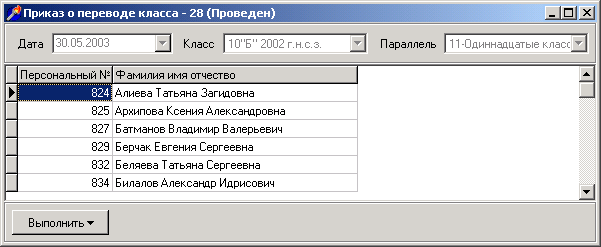 Приказ о переводе класса - 28 (Проведен)
Дата 30.05.2003 Класс 10"Б" 2002 г.н.с.з. Параллель 11-Одиннадцатые класс
Персональный № Фамилия имя отчество
824 Алиева Татьяна Загидовна
825 Архипова Ксения Александровна
827 Батманов Владимир Валерьевич
829 Берчак Евгения Сергеевна
832 Беляева Татьяна Сергеевна
834 Билалов Александр Идрисович
Выполнить